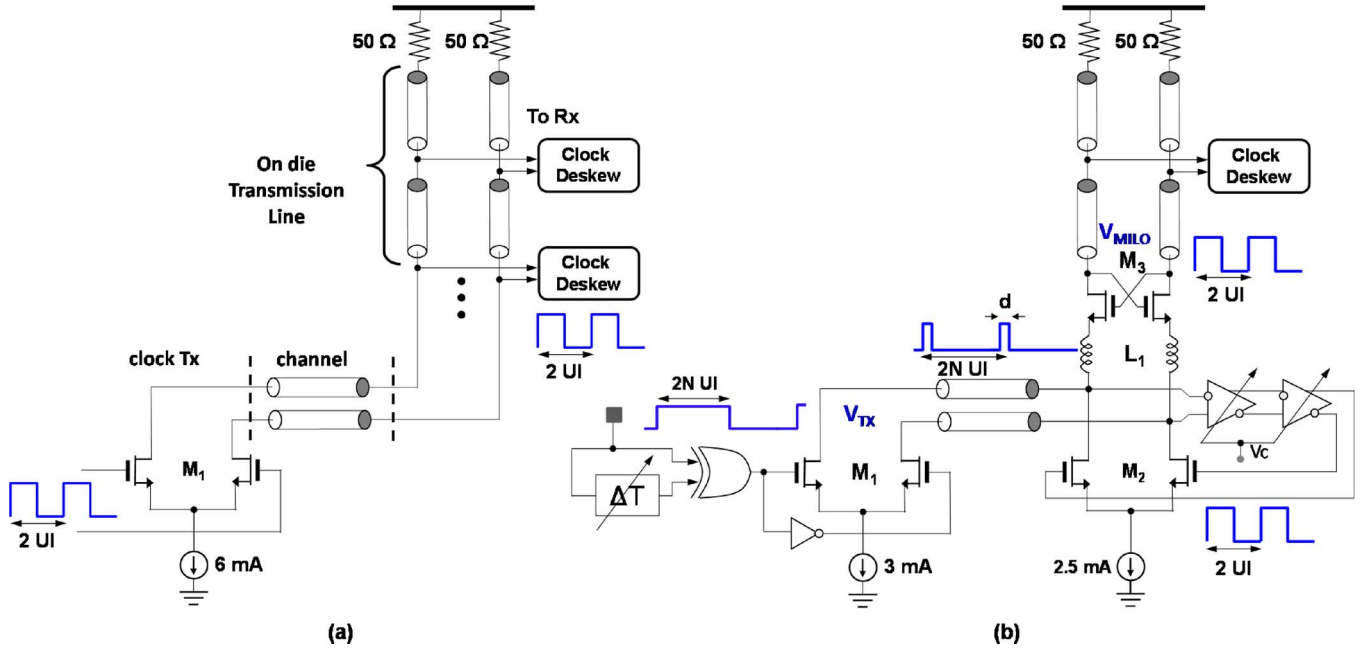 50 Ω
50 Ω
To Rx
On die
Transmission
Line
Clock
Deskew
Clock
Deskew
2 UI
clock Tx
channel
M1
2 UI
6 mA
(a)
50 Ω
50 Ω
Clock
Deskew
VMILO
M3
2 UI
d
L1
2N UI
2N UI
VTX
Vc
ΔT
M1
M2
3 mA
2.5 mA
2 UI
(b)